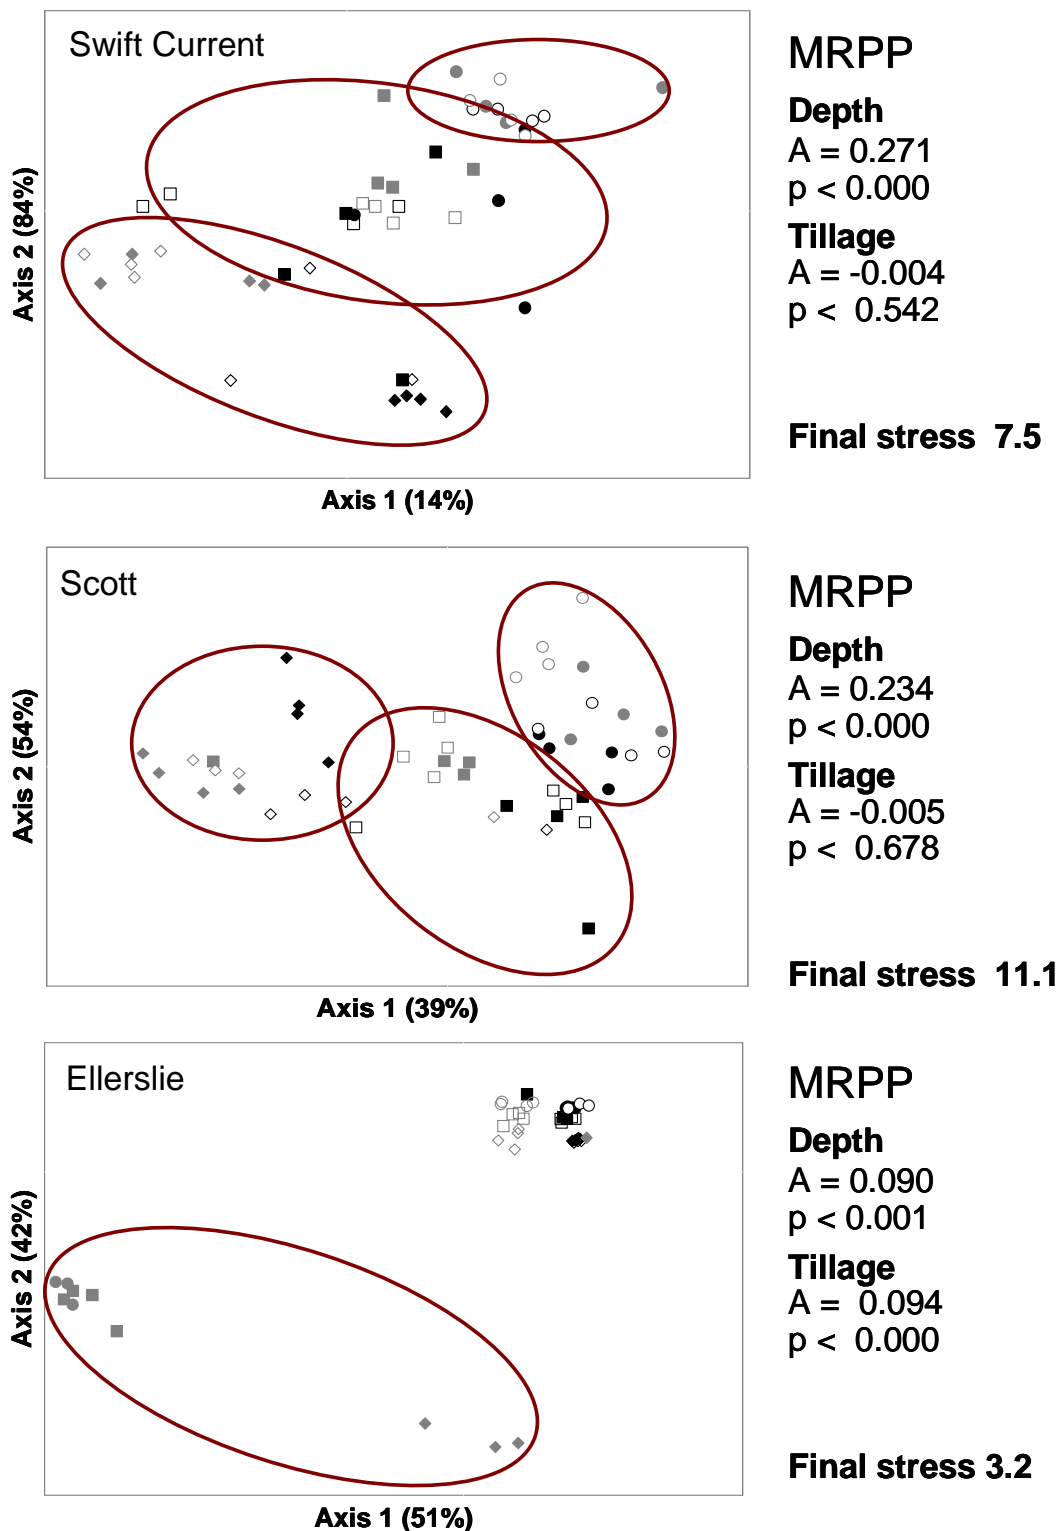 Swift Current
MRPP
Depth
A = 0.271
p < 0.000
Tillage
A = -0.004
p <  0.542
Final stress  7.5
Axis 2 (84%)
Axis 1 (14%)
Scott
MRPP
Depth
A = 0.234
p < 0.000
Tillage
A = -0.005
p <  0.678
Final stress  11.1
Axis 2 (54%)
Axis 1 (39%)
Ellerslie
MRPP
Depth
A = 0.090
p < 0.001
Tillage
A =  0.094
p <  0.000
Final stress 3.2
Axis 2 (42%)
Axis 1 (51%)